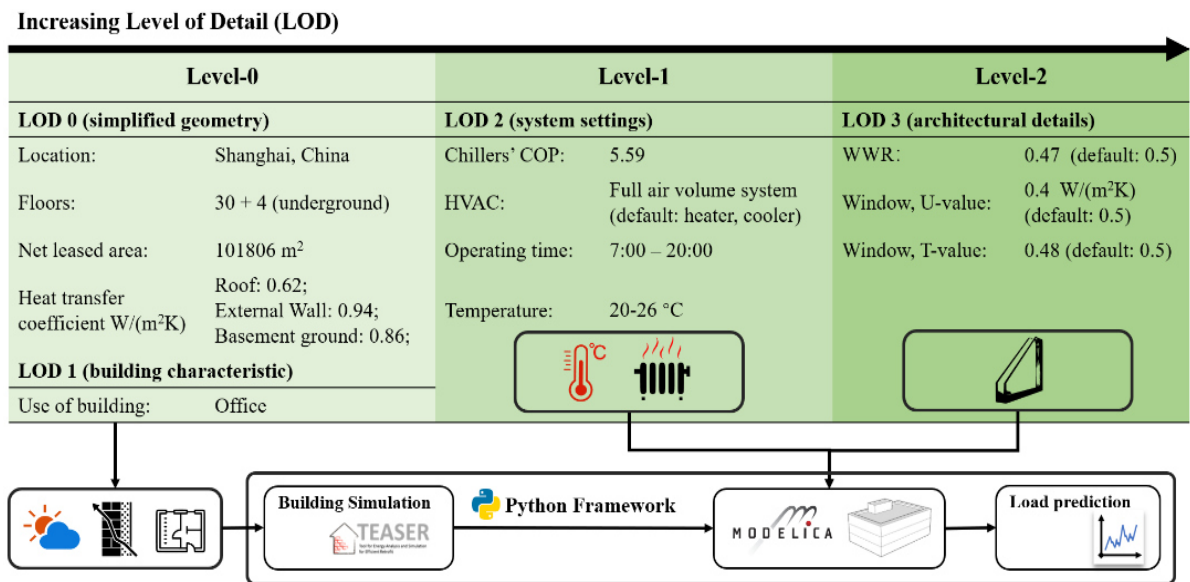 Increasing Level of Detail (LOD)
Level-0
Level-1
Level-2
LOD 0 (simplified geometry)
Location: Shanghai, China
Floors: 30 + 4 (underground)
Net leased area: 101806 m²
Heat transfer
coefficient W/(m²K)
Roof: 0.62;
External Wall: 0.94;
Basement ground: 0.86;
LOD 1 (building characteristic)
Use of building: Office
LOD 2 (system settings)
Chillers' COP: 5.59
HVAC: Full air volume system
(default: heater, cooler)
Operating time: 7:00 – 20:00
Temperature: 20-26 °C
°C
LOD 3 (architectural details)
WWR: 0.47 (default: 0.5)
Window, U-value: 0.4 W/(m²K)
(default: 0.5)
Window, T-value: 0.48 (default: 0.5)
Building Simulation
TEASER
Tool for Energy Analysis and Simulation
for Efficient Retrofit
Python Framework
MODELICA
Load prediction